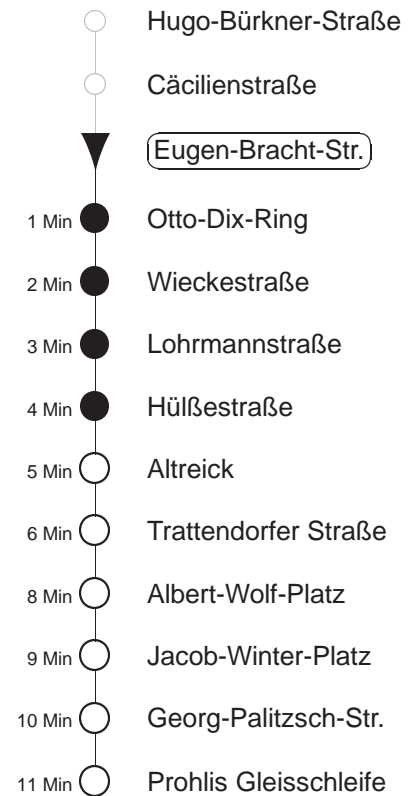 Hugo-Bürkner-Straße
Cäcilienstraße
Eugen-Bracht-Str.
1 Min Otto-Dix-Ring
2 Min Wieckestraße
3 Min Lohrmannstraße
4 Min Hülßestraße
5 Min Altreick
6 Min Trattendorfer Straße
8 Min Albert-Wolf-Platz
9 Min Jacob-Winter-Platz
10 Min Georg-Palitzsch-Str.
11 Min Prohlis Gleisschleife